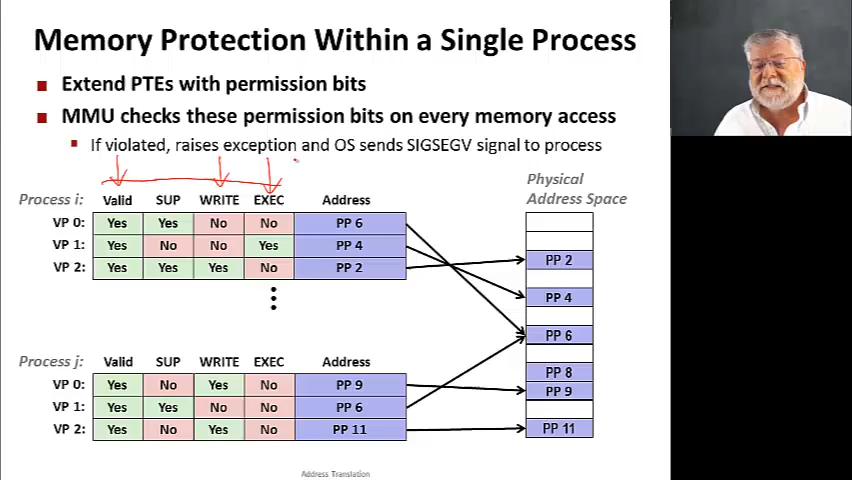 Memory Protection Within a Single Process
Extend PTEs with permission bits
MMU checks these permission bits on every memory access
If violated, raises exception and OS sends SIGSEGV signal to process
Physical
Address Space
Process i: Valid SUP WRITE EXEC Address
VP 0: Yes Yes No No PP 6
VP 1: Yes No No Yes PP 4
VP 2: Yes Yes Yes No PP 2
PP 2
PP 4
PP 6
PP 8
PP 9
PP 11
Process j: Valid SUP WRITE EXEC Address
VP 0: Yes No Yes No PP 9
VP 1: Yes Yes No No PP 6
VP 2: Yes No Yes No PP 11
Address Translation